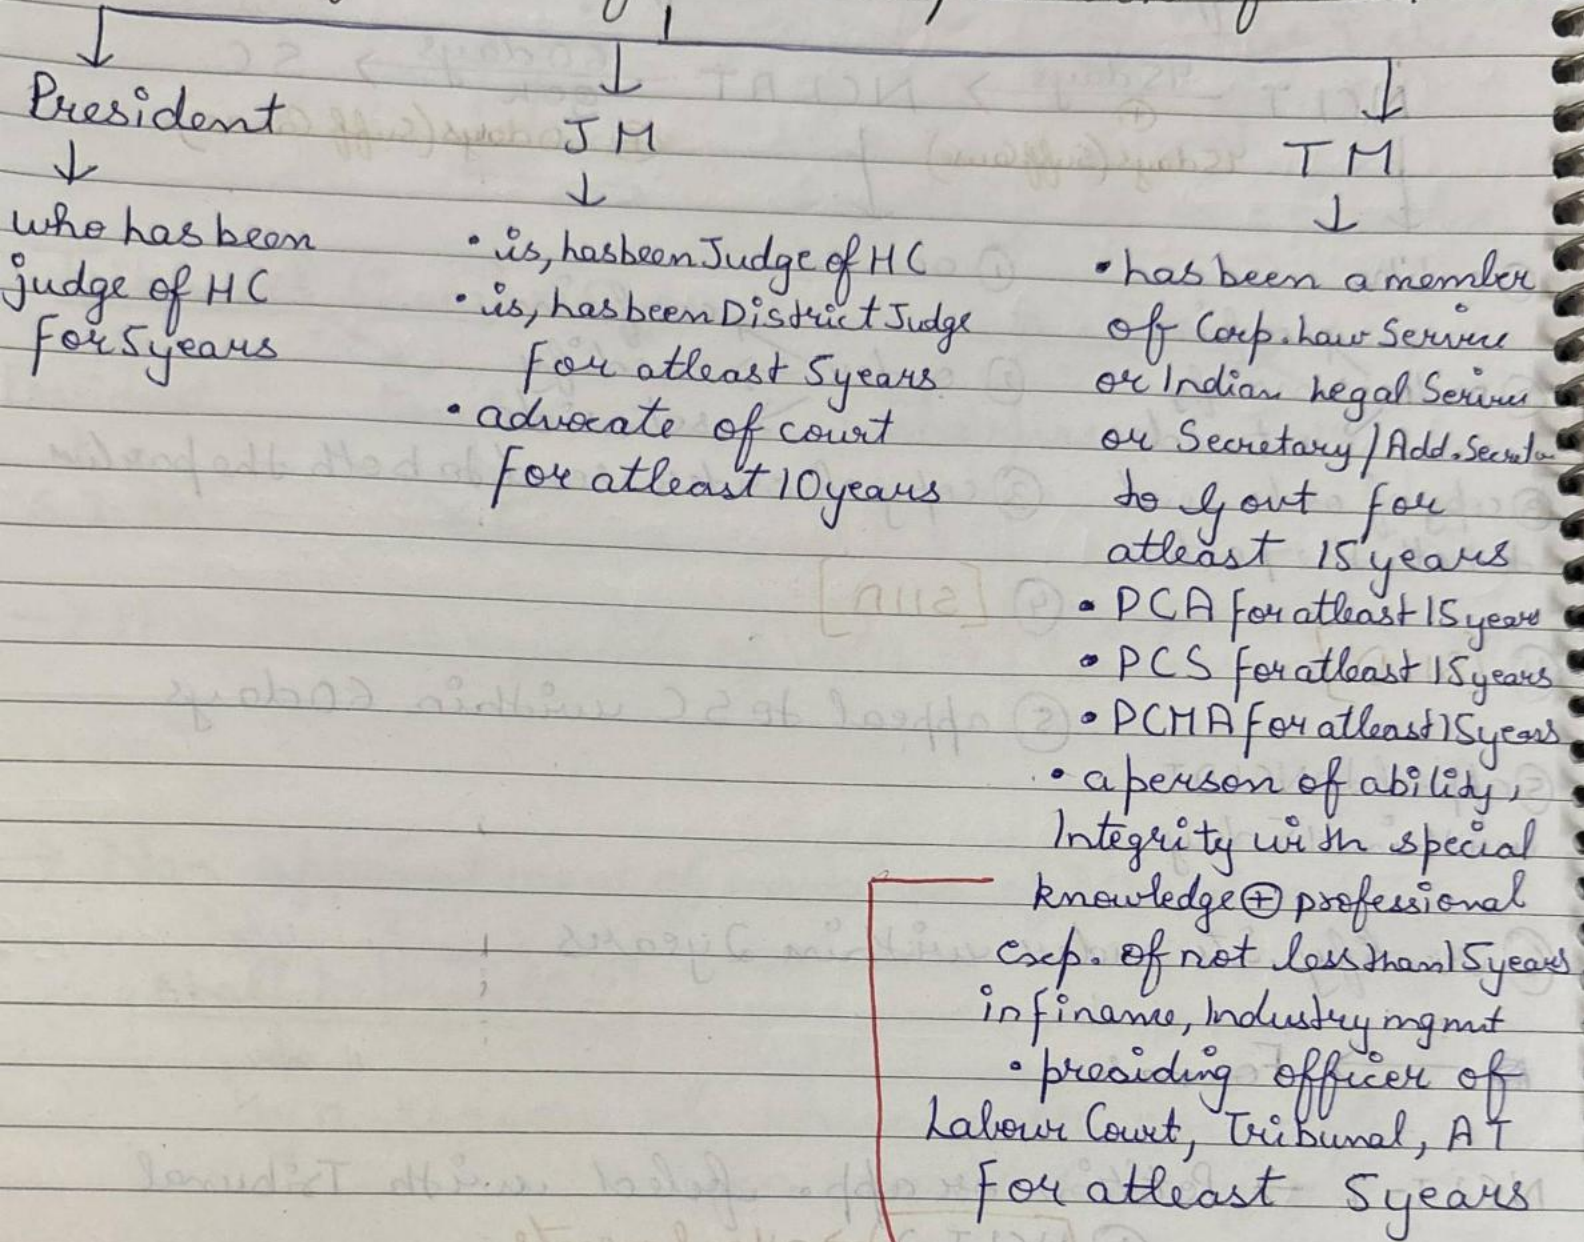 President
↓
who has been
judge of HC
for 5 years
JM
↓
• is, has been Judge of HC
• is, has been District Judge
for atleast 5 years
• advocate of court
for atleast 10 years
TM
↓
• has been a member
of Corp. Law Service
or Indian Legal Service
or Secretary / Add. Secret
to Govt for
atleast 15 years
• PCA for atleast 15 years
• PCS for atleast 15 years
• PCMA for atleast 15 years
• a person of ability,
Integrity with special
knowledge ⊕ professional
exp. of not less than 15 years
in finance, Industry mgmt
• presiding officer of
Labour Court, Tribunal, AT
for atleast 5 years